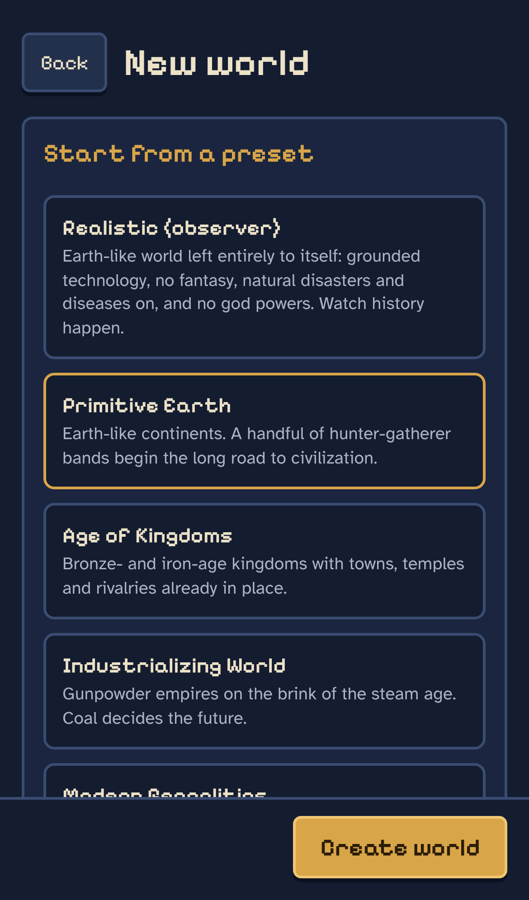 Back
New world
Start from a preset
Realistic (observer)
Earth-like world left entirely to itself: grounded
technology, no fantasy, natural disasters and
diseases on, and no god powers. Watch history
happen.
Primitive Earth
Earth-like continents. A handful of hunter-gatherer
bands begin the long road to civilization.
Age of Kingdoms
Bronze- and iron-age kingdoms with towns, temples
and rivalries already in place.
Industrializing World
Gunpowder empires on the brink of the steam age.
Coal decides the future.
Modern Geopolitics
Create world